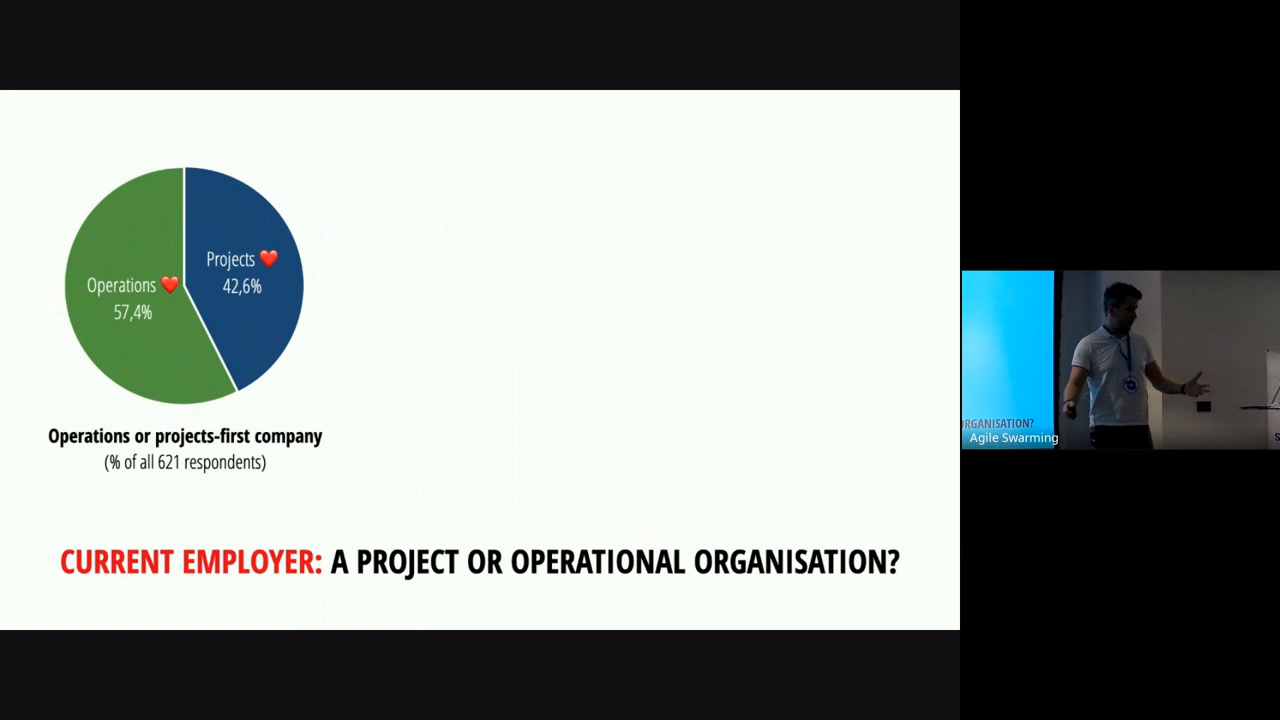 Projects ❤️
42,6%
Operations ❤️
57,4%
Operations or projects-first company
(% of all 621 respondents)
CURRENT EMPLOYER: A PROJECT OR OPERATIONAL ORGANISATION?
ORGANISATION?
Agile Swarming